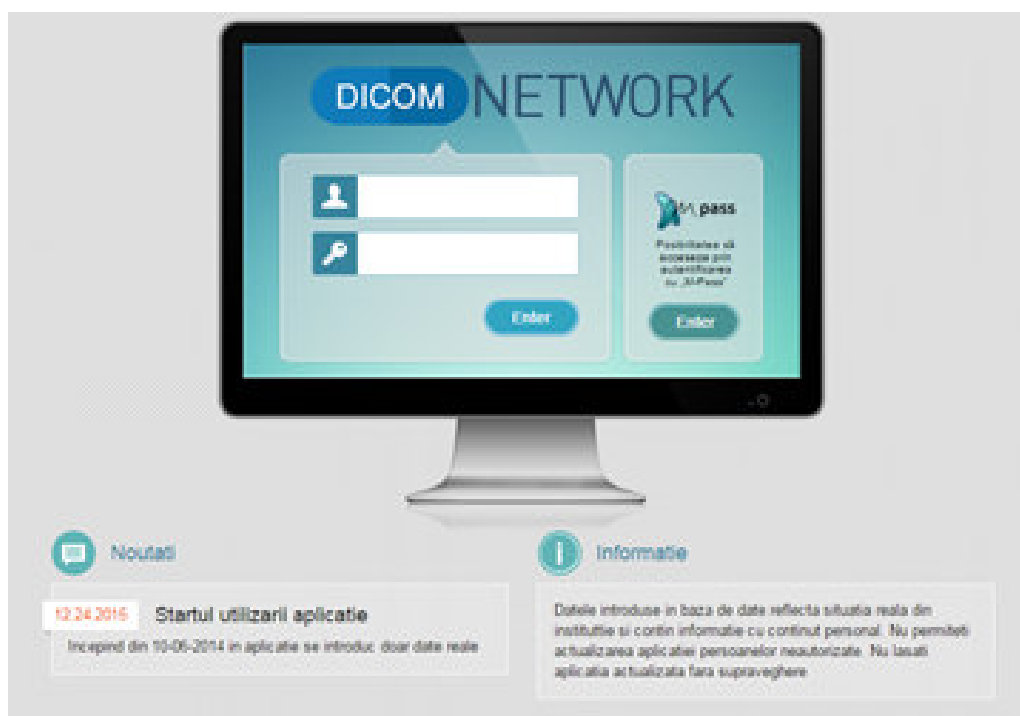 DICOM NETWORK
pass
Posibilitatea să
acceseze prin
autentificarea
cu „M-Pass”
Enter
Enter
Noutati
Informatie
12.24.2015
Startul utilizarii aplicatie
Incepind din 10-06-2014 in aplicatie se introduc doar date reale
Datele introduse in baza de date reflecta situatia reala din
instituttie si contin informatie cu continut personal. Nu permiteti
actualizarea aplicatiei persoanelor neautorizate. Nu lasati
aplicatia actualizata fara supraveghere